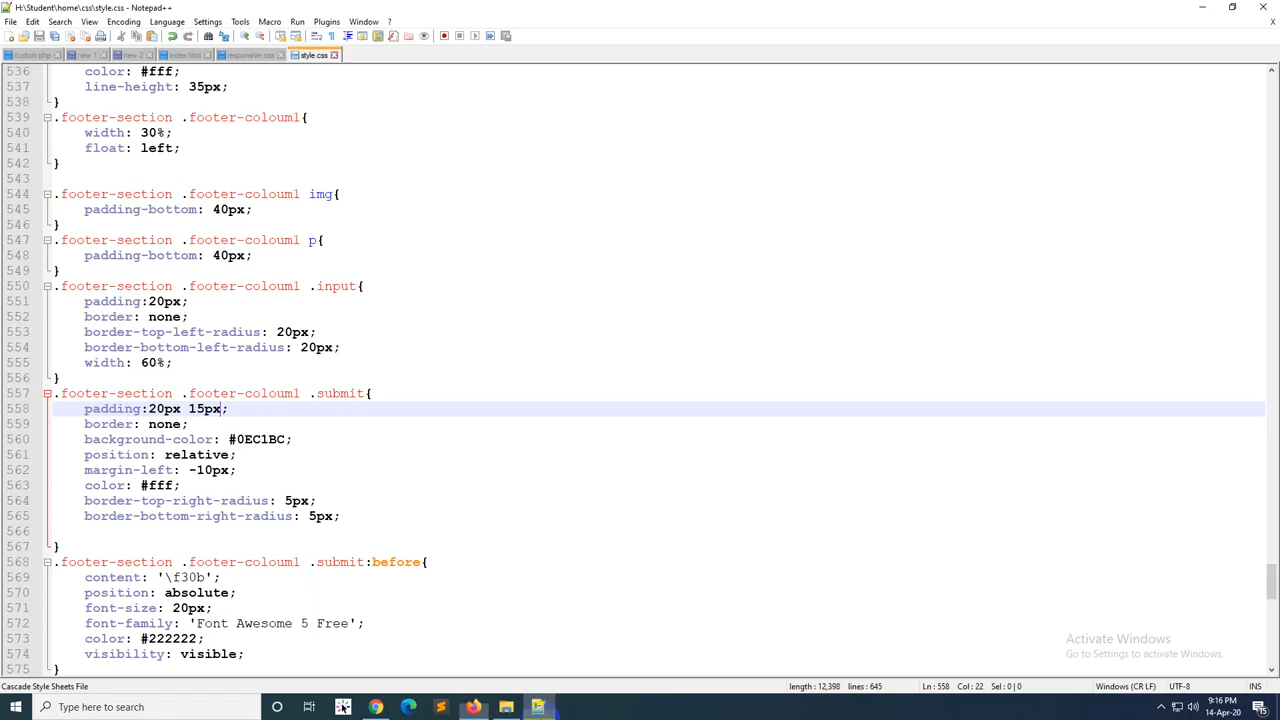 H:\Student\home\css\style.css - Notepad++
File Edit Search View Encoding Language Settings Tools Macro Run Plugins Window ?
custom.php new 1 new 2 index.html responsive.css style.css
536 color: #fff;
537 line-height: 35px;
538 }
539 .footer-section .footer-coloum1{
540 width: 30%;
541 float: left;
542 }
543
544 .footer-section .footer-coloum1 img{
545 padding-bottom: 40px;
546 }
547 .footer-section .footer-coloum1 p{
548 padding-bottom: 40px;
549 }
550 .footer-section .footer-coloum1 .input{
551 padding:20px;
552 border: none;
553 border-top-left-radius: 20px;
554 border-bottom-left-radius: 20px;
555 width: 60%;
556 }
557 .footer-section .footer-coloum1 .submit{
558 padding:20px 15px;
559 border: none;
560 background-color: #0EC1BC;
561 position: relative;
562 margin-left: -10px;
563 color: #fff;
564 border-top-right-radius: 5px;
565 border-bottom-right-radius: 5px;
566
567 }
568 .footer-section .footer-coloum1 .submit:before{
569 content: '\f30b';
570 position: absolute;
571 font-size: 20px;
572 font-family: 'Font Awesome 5 Free';
573 color: #222222;
574 visibility: visible;
575 }
Activate Windows
Go to Settings to activate Windows.
Cascade Style Sheets File length : 12,398 lines : 645 Ln : 558 Col : 22 Sel : 0 | 0 Windows (CR LF) UTF-8 INS
Type here to search
9:16 PM
14-Apr-20